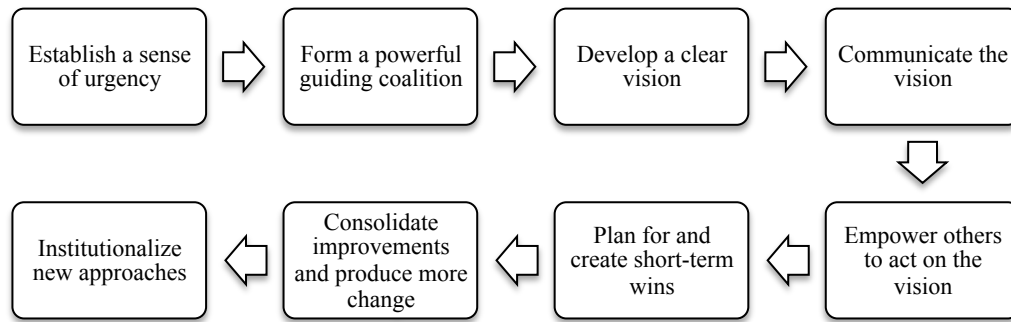 Establish a sense
of urgency
Form a powerful
guiding coalition
Develop a clear
vision
Communicate the
vision
Empower others
to act on the
vision
Plan for and
create short-term
wins
Consolidate
improvements
and produce more
change
Institutionalize
new approaches